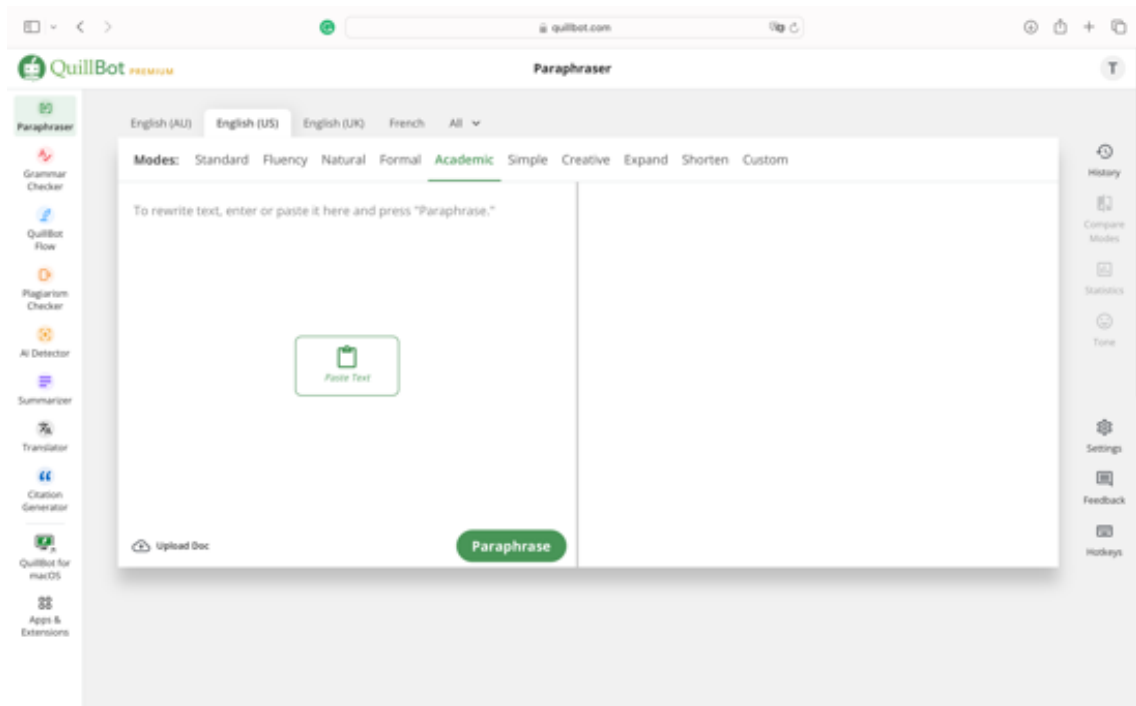 quillbot.com
QuillBot PREMIUM
Paraphraser
T
Paraphraser
Grammar
Checker
QuillBot
Flow
Plagiarism
Checker
AI Detector
Summarizer
Translator
Citation
Generator
QuillBot for
macOS
Apps &
Extensions
English (AU) English (US) English (UK) French All
Modes: Standard Fluency Natural Formal Academic Simple Creative Expand Shorten Custom
To rewrite text, enter or paste it here and press "Paraphrase."
Paste Text
Upload Doc
Paraphrase
History
Compare
Modes
Statistics
Tone
Settings
Feedback
Hotkeys